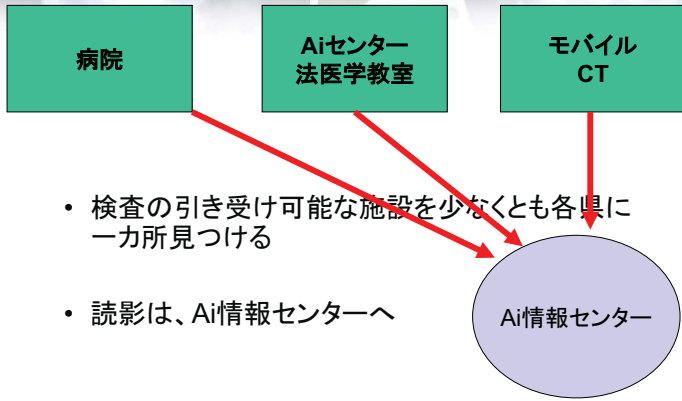 病院
Aiセンター
法医学教室
モバイル
CT
• 検査の引き受け可能な施設を少なくとも各県に
一カ所見つける
• 読影は、Ai情報センターへ
Ai情報センター